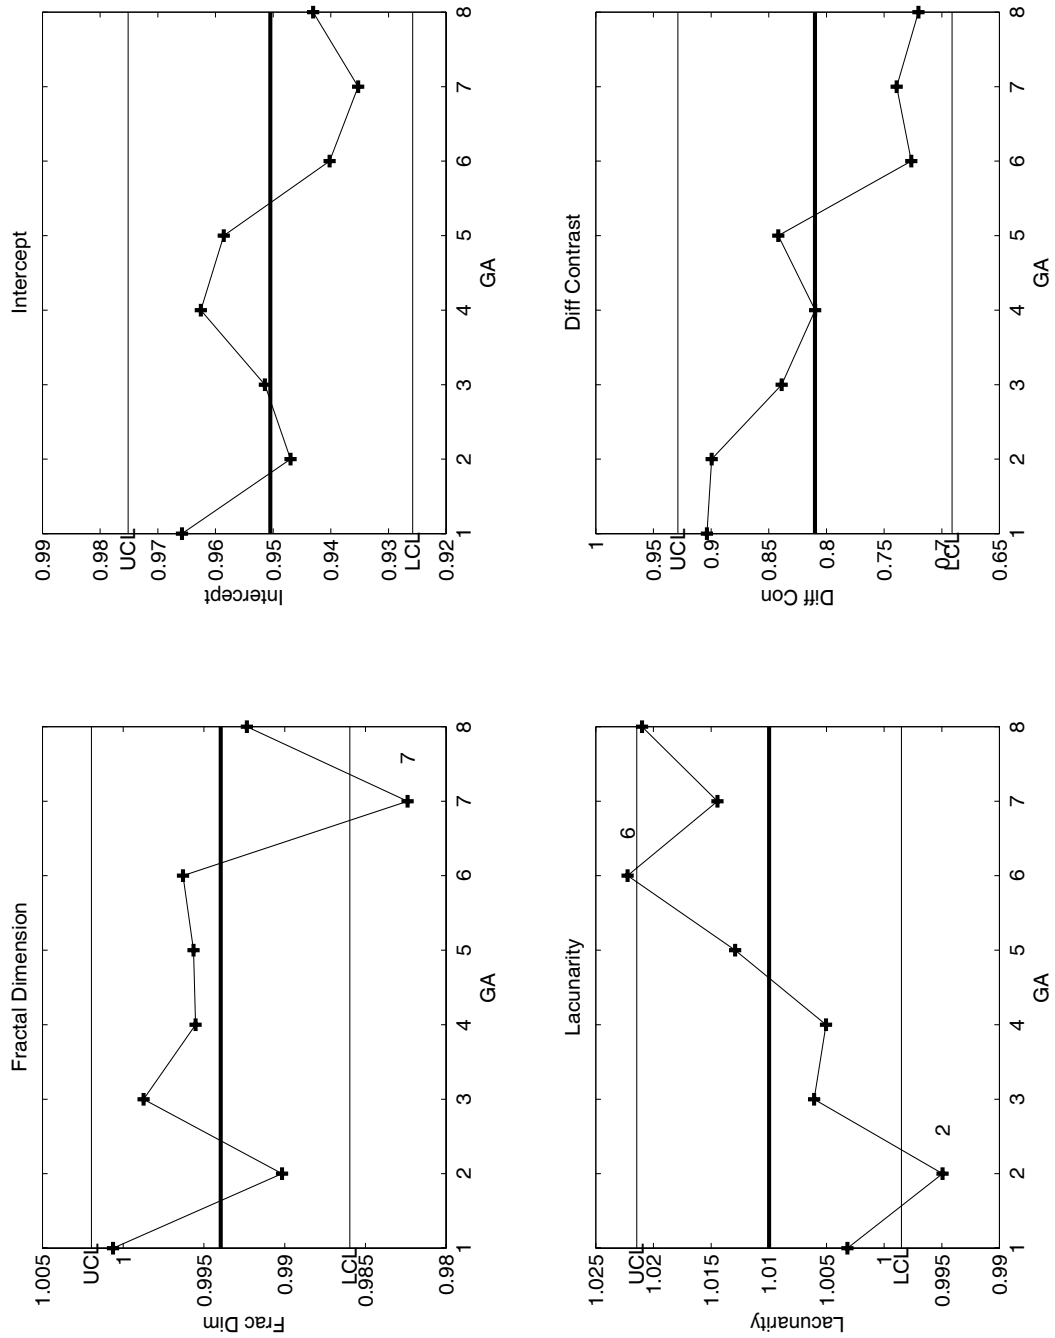 Fractal Dimension
1.005
UCL
1
0.995
0.99
0.985
LCL
0.98
Frac Dim
7
1 2 3 4 5 6 7 8
GA
Intercept
0.99
0.98
UCL
0.97
0.96
0.95
0.94
0.93
LCL
0.92
Intercept
1 2 3 4 5 6 7 8
GA
Lacunarity
1.025
UCL
1.02
1.015
1.01
1.005
1
LCL
0.995
0.99
Lacunarity
6
2
1 2 3 4 5 6 7 8
GA
Diff Contrast
1
0.95
UCL
0.9
0.85
0.8
0.75
0.7
LCL
0.65
Diff Con
1 2 3 4 5 6 7 8
GA